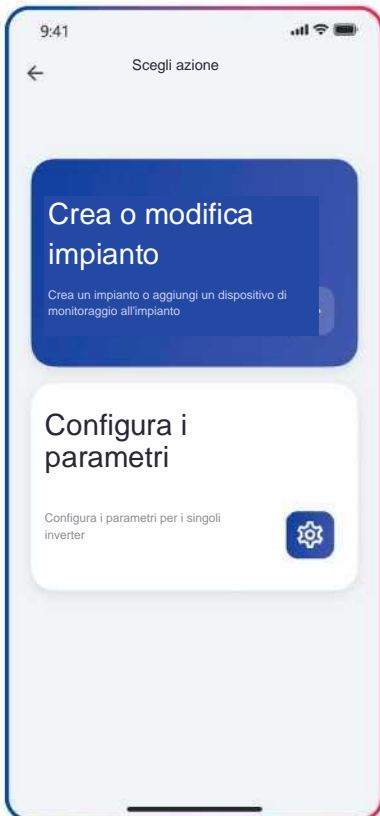 9:41
Scegli azione
Crea o modifica
impianto
Crea un impianto o aggiungi un dispositivo di
monitoraggio all'impianto
Configura i
parametri
Configura i parametri per i singoli
inverter